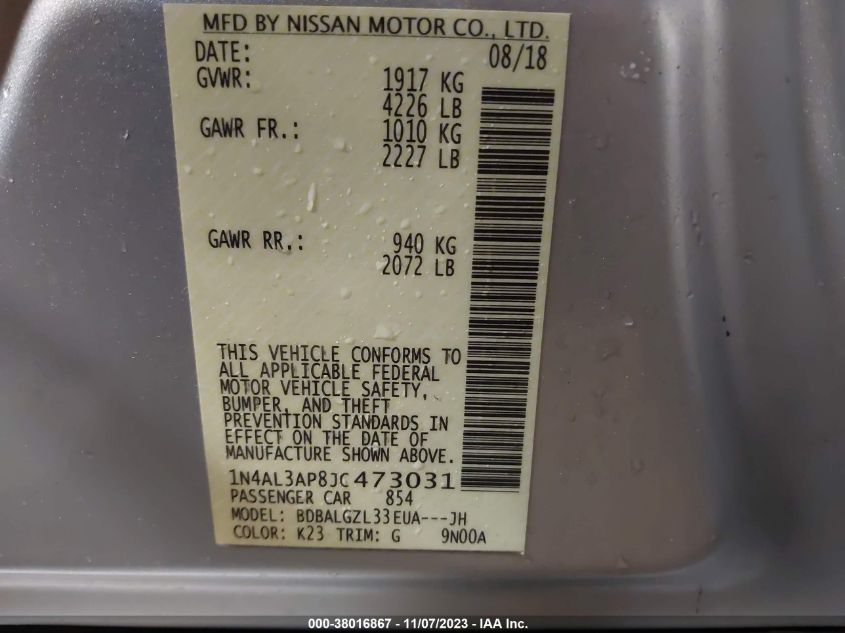 MFD BY NISSAN MOTOR CO., LTD.
DATE: 08/18
GVWR: 1917 KG
4226 LB
GAWR FR.: 1010 KG
2227 LB
GAWR RR.: 940 KG
2072 LB
THIS VEHICLE CONFORMS TO
ALL APPLICABLE FEDERAL
MOTOR VEHICLE SAFETY,
BUMPER, AND THEFT
PREVENTION STANDARDS IN
EFFECT ON THE DATE OF
MANUFACTURE SHOWN ABOVE.
1N4AL3AP8JC473031
PASSENGER CAR 854
MODEL: BDBALGZL33EUA---JH
COLOR: K23 TRIM: G 9N00A
000-38016867 - 11/07/2023 - IAA Inc.